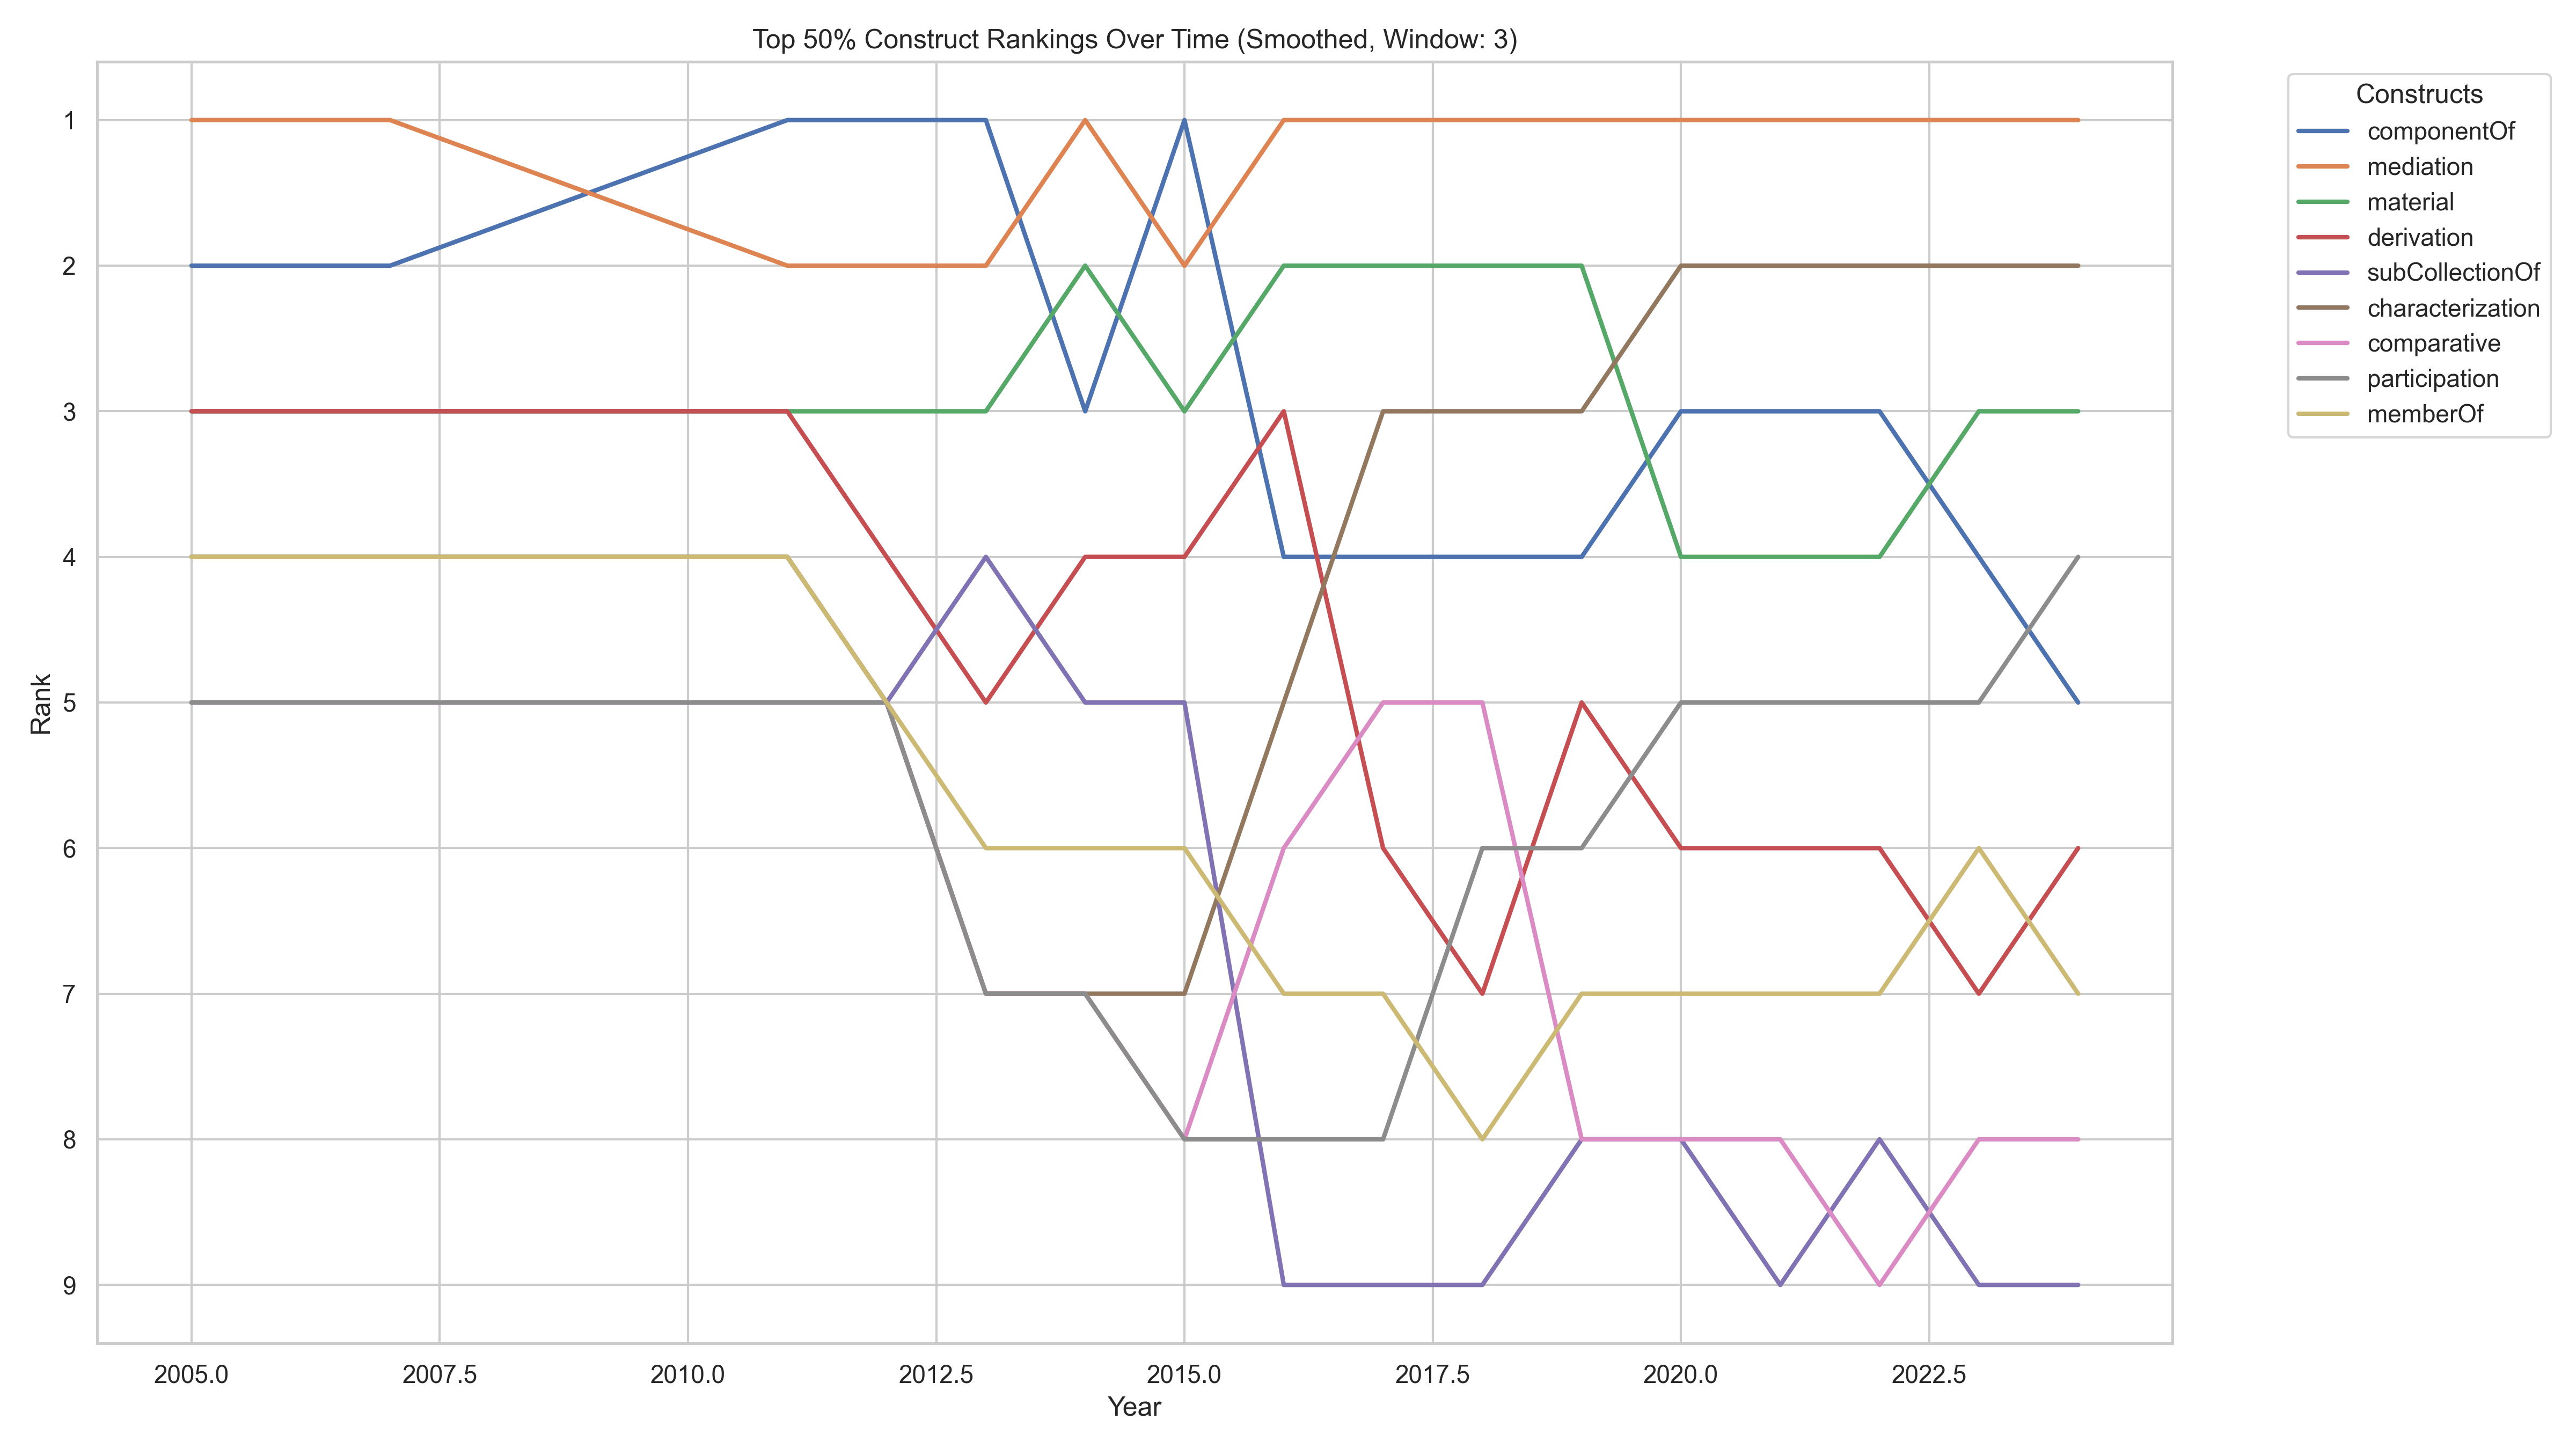 Top 50% Construct Rankings Over Time (Smoothed, Window: 3)
Constructs
componentOf
mediation
material
derivation
subCollectionOf
characterization
comparative
participation
memberOf
Rank
1
2
3
4
5
6
7
8
9
2005.0 2007.5 2010.0 2012.5 2015.0 2017.5 2020.0 2022.5
Year